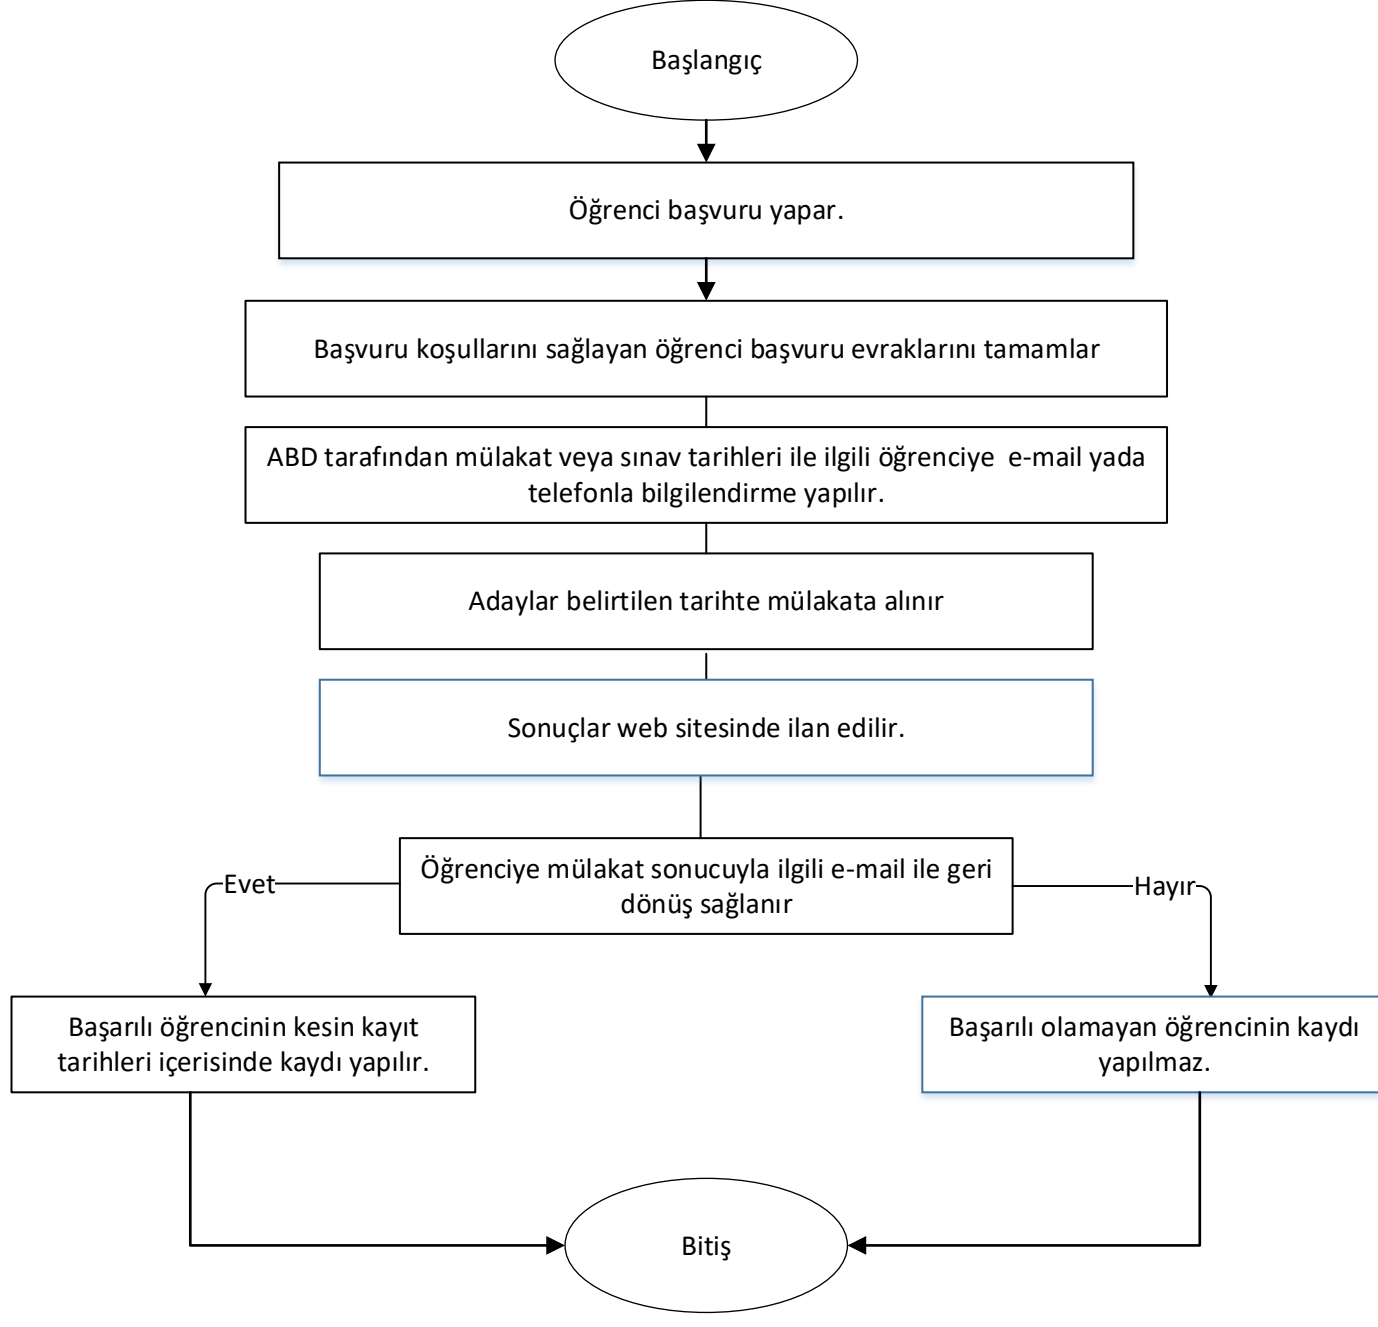 Başlangıç
Öğrenci başvuru yapar.
Başvuru koşullarını sağlayan öğrenci başvuru evraklarını tamamlar
ABD tarafından mülakat veya sınav tarihleri ile ilgili öğrenciye  e-mail yada
telefonla bilgilendirme yapılır.
Adaylar belirtilen tarihte mülakata alınır
Sonuçlar web sitesinde ilan edilir.
Öğrenciye mülakat sonucuyla ilgili e-mail ile geri
dönüş sağlanır
Evet
Hayır
Başarılı öğrencinin kesin kayıt
tarihleri içerisinde kaydı yapılır.
Başarılı olamayan öğrencinin kaydı
yapılmaz.
Bitiş